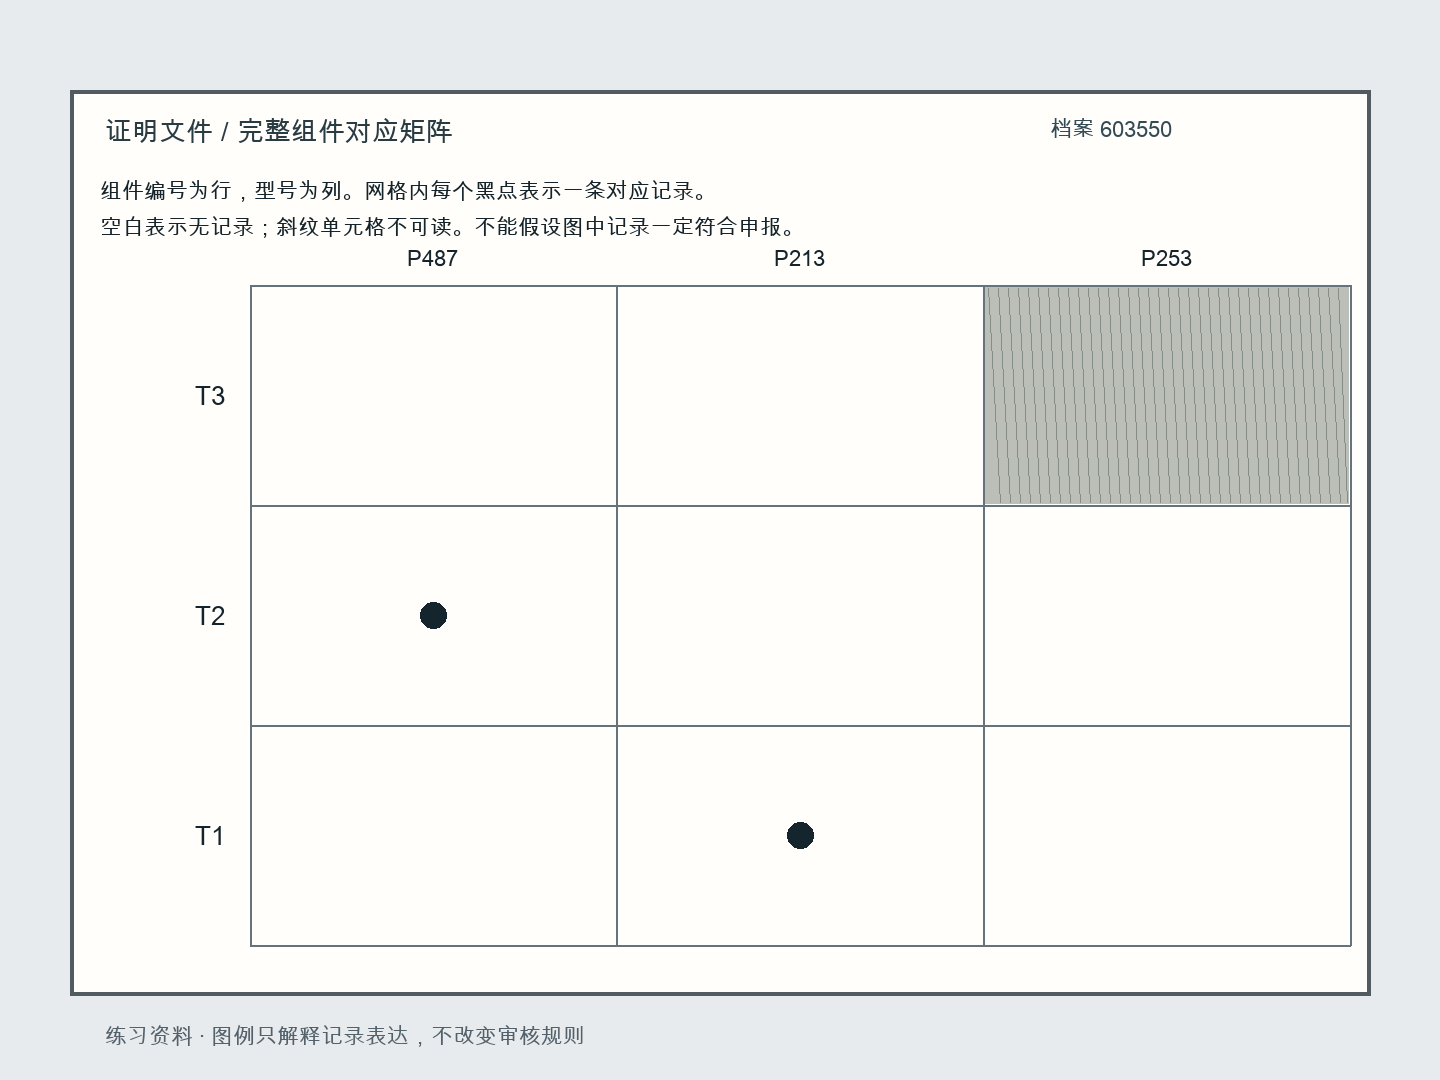 证明文件 / 完整组件对应矩阵
档案 603550
组件编号为行，型号为列。网格内每个黑点表示一条对应记录。
空白表示无记录；斜纹单元格不可读。不能假设图中记录一定符合申报。
P487 P213 P253
T3
T2
T1
练习资料 · 图例只解释记录表达，不改变审核规则